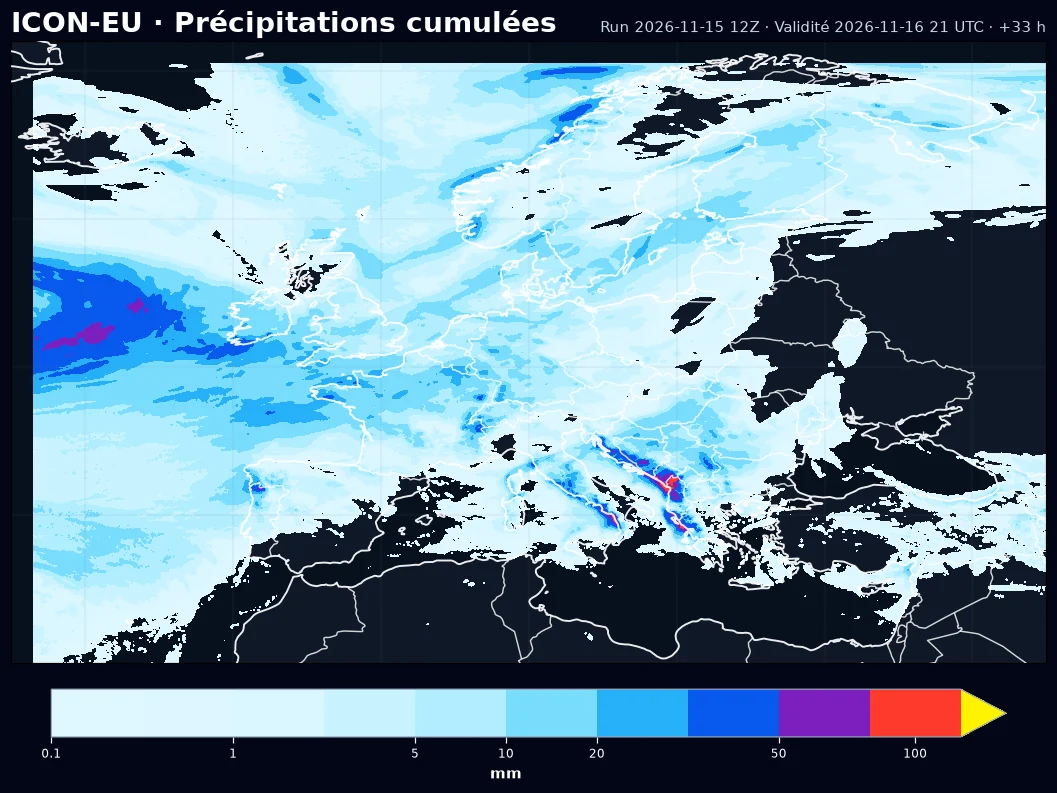 ICON-EU · Précipitations cumulées
Run 2026-11-15 12Z · Validité 2026-11-16 21 UTC · +33 h
0.1 1 5 10 20 50 100
mm